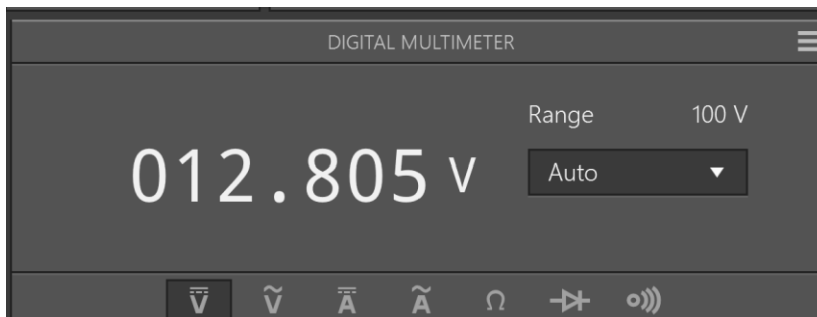 DIGITAL MULTIMETER
Range 100 V
012.805 V
Auto
V V A A Ω